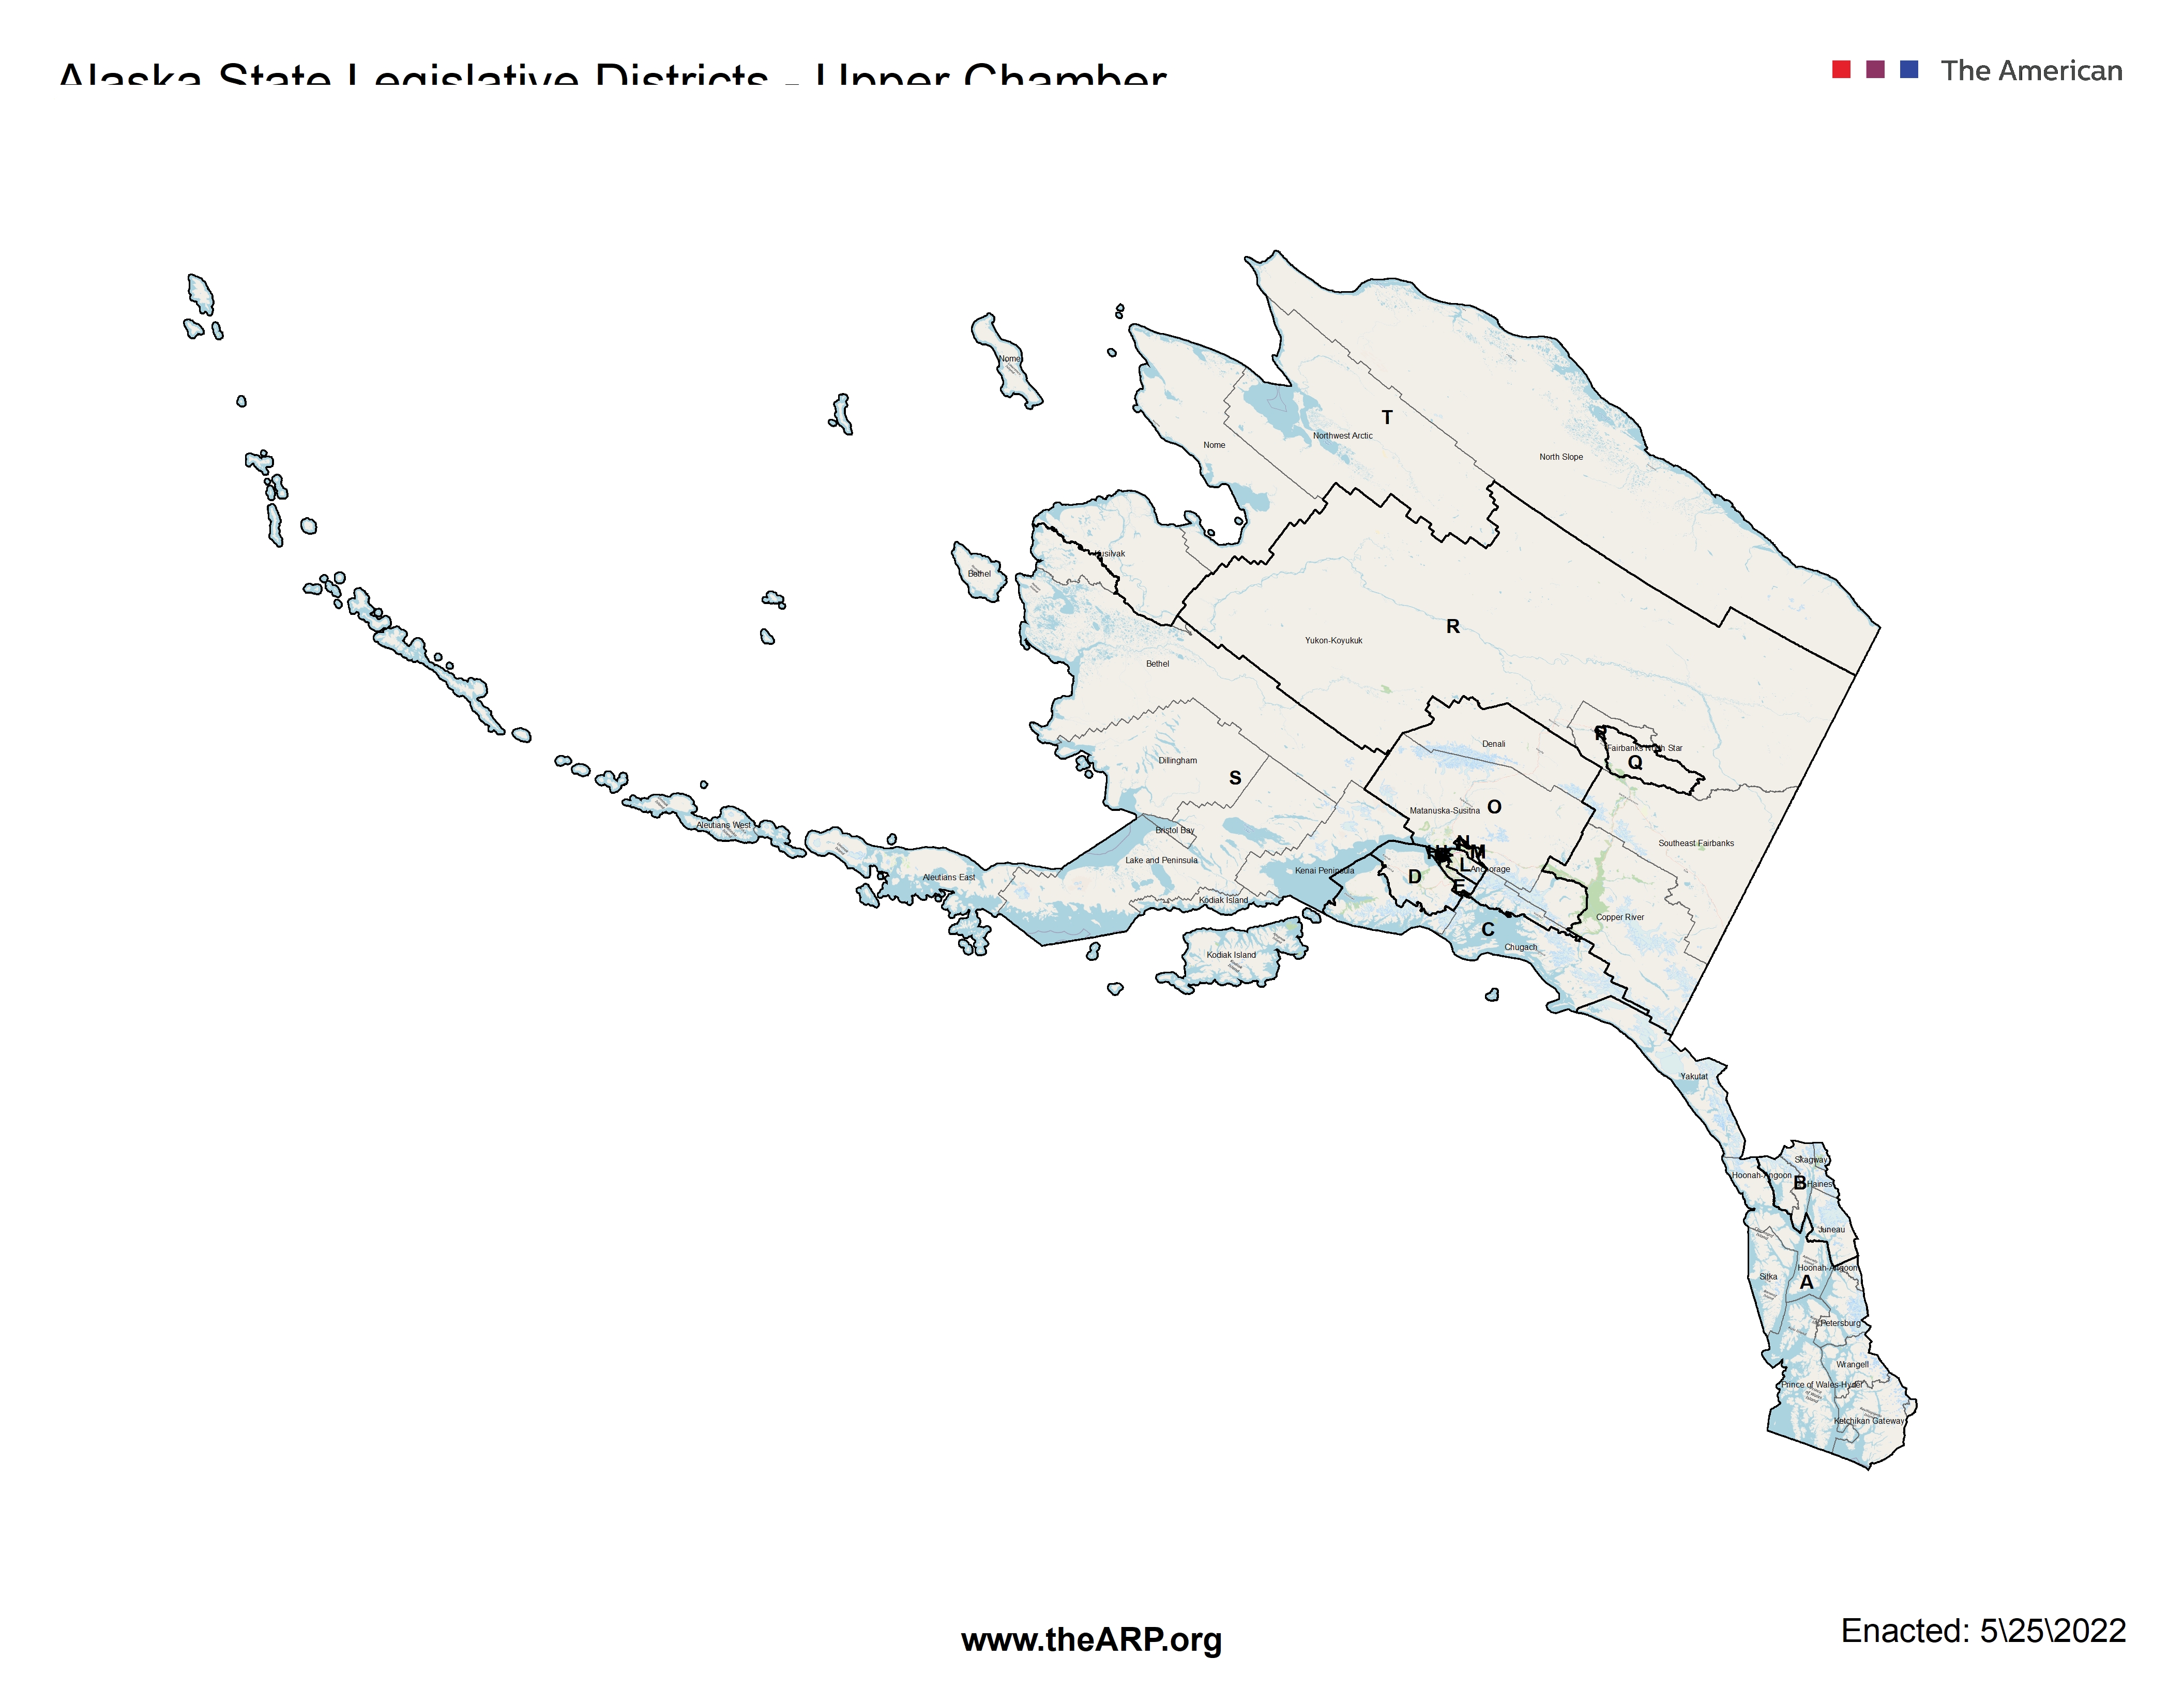 Alaska State Legislative Districts - Upper Chamber
The American
Nome
T
Northwest Arctic
Nome
North Slope
Kusilvak
Bethel
R
Yukon-Koyukuk
Bethel
Denali
Fairbanks North Star
Q
Dillingham
S
O
Matanuska-Susitna
Aleutians West
Bristol Bay
N
Southeast Fairbanks
M
Lake and Peninsula
L
Anchorage
Kenai Peninsula
D
Aleutians East
E
Kodiak Island
Copper River
C
Chugach
Kodiak Island
Yakutat
Skagway
Hoonah-Angoon
B
Haines
Juneau
Hoonah-Angoon
Sitka
A
Petersburg
Wrangell
Prince of Wales-Hyder
Ketchikan Gateway
www.theARP.org
Enacted: 5\25\2022